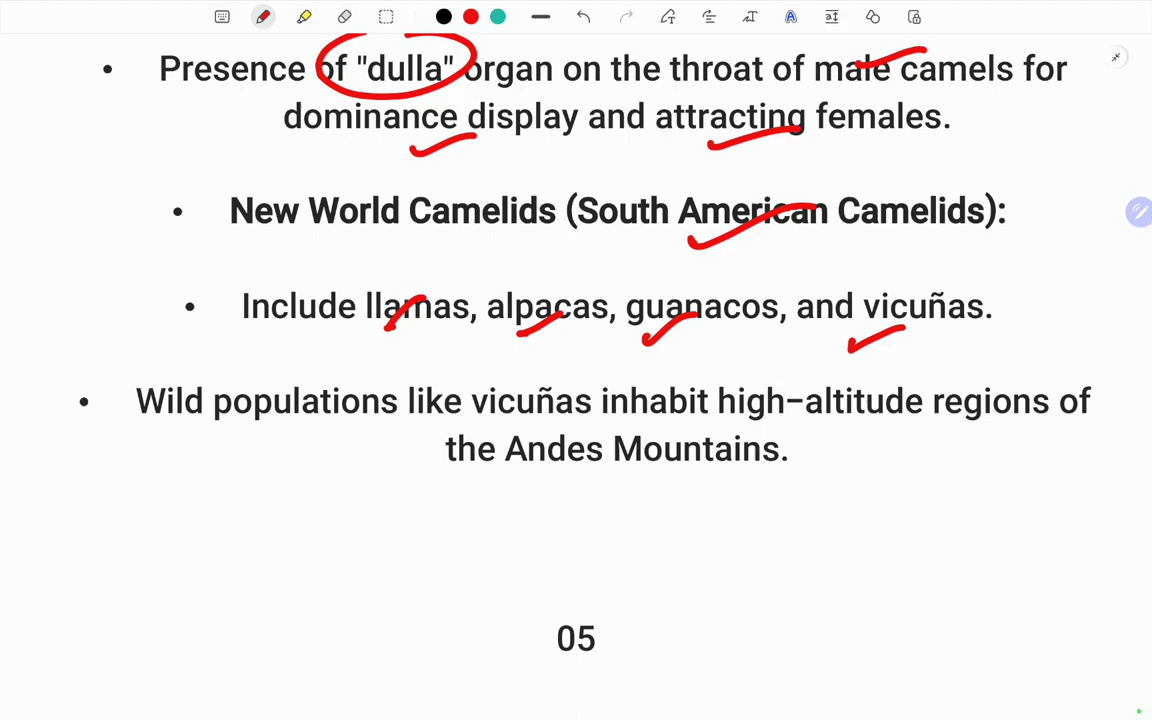 • Presence of "dulla" organ on the throat of male camels for
dominance display and attracting females.
• New World Camelids (South American Camelids):
• Include llamas, alpacas, guanacos, and vicuñas.
• Wild populations like vicuñas inhabit high-altitude regions of
the Andes Mountains.
05